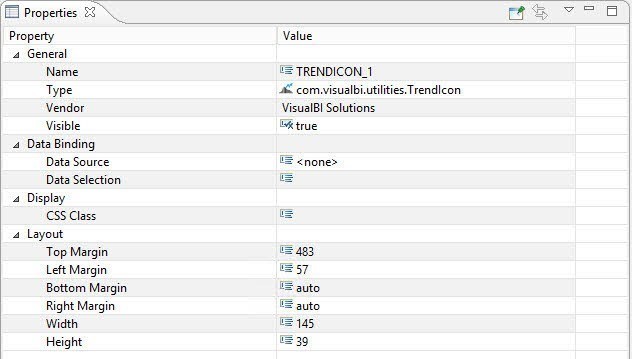 Properties
Property Value
General
Name TRENDICON_1
Type com.visualbi.utilities.TrendIcon
Vendor VisualBI Solutions
Visible true
Data Binding
Data Source <none>
Data Selection
Display
CSS Class
Layout
Top Margin 483
Left Margin 57
Bottom Margin auto
Right Margin auto
Width 145
Height 39